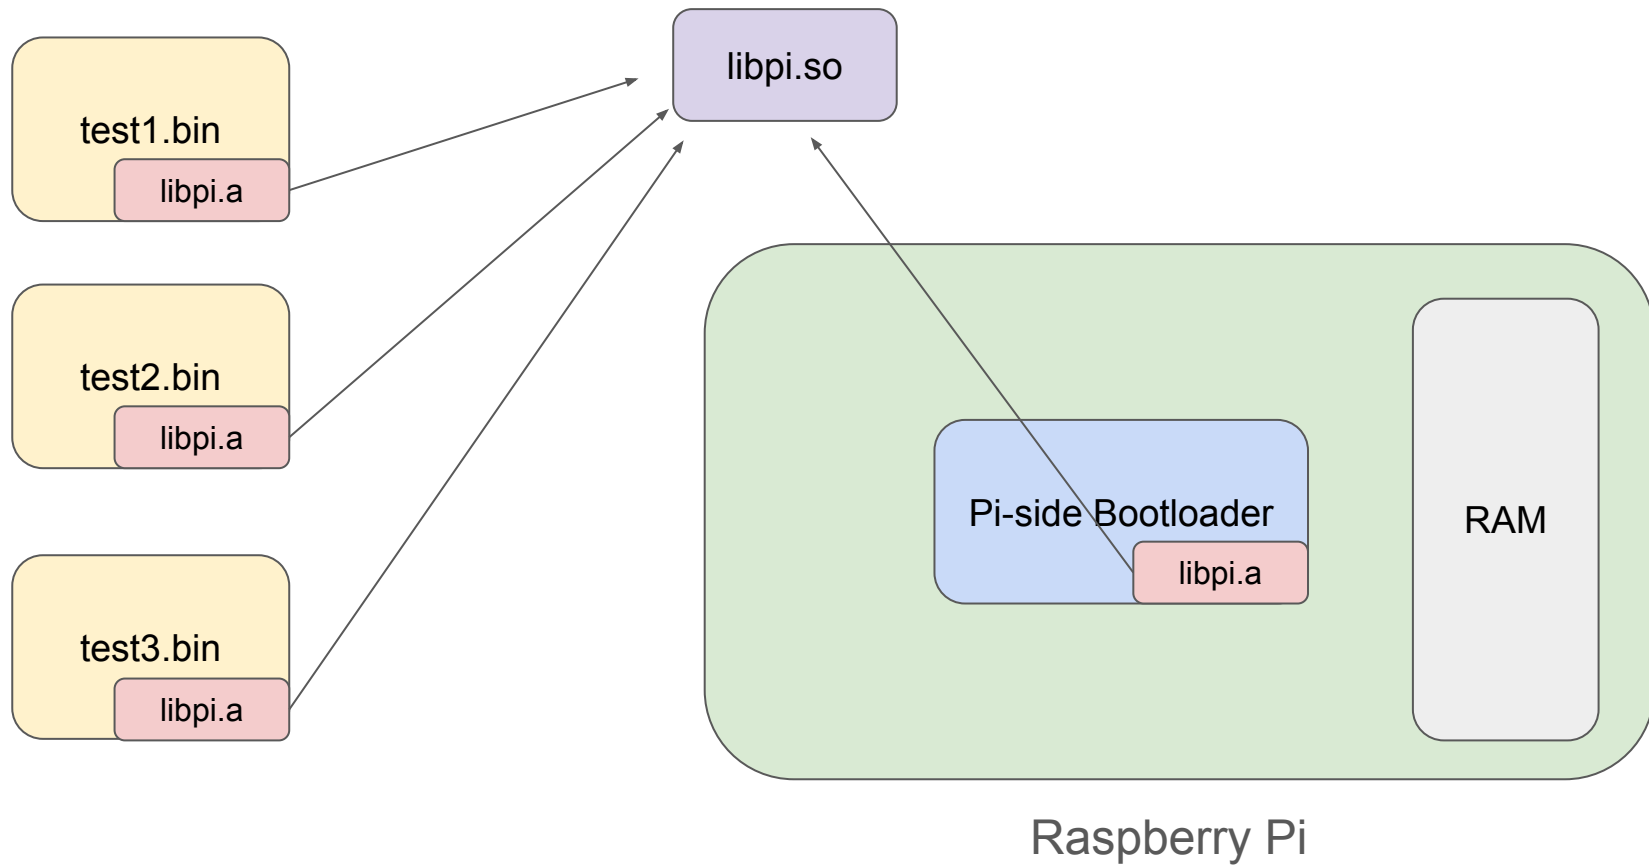 libpi.so
test1.bin
libpi.a
test2.bin
libpi.a
test3.bin
libpi.a
Pi-side Bootloader
libpi.a
RAM
Raspberry Pi